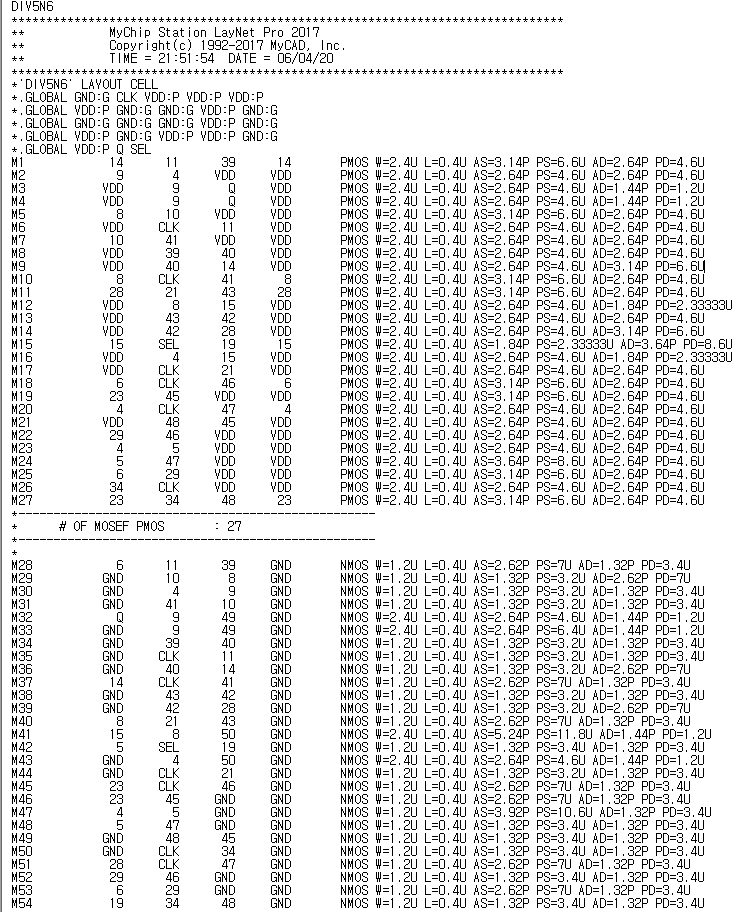 DIV5N6
*********************************************************************************
**            MyChip Station LayNet Pro 2017
**            Copyright(c) 1992-2017 MyCAD, Inc.
**            TIME = 21:51:54  DATE = 06/04/20
*********************************************************************************
*'DIV5N6' LAYOUT CELL
*.GLOBAL GND:G CLK VDD:P VDD:P VDD:P
*.GLOBAL VDD:P GND:G GND:G VDD:P GND:G
*.GLOBAL GND:G GND:G GND:G GND:G GND:G
*.GLOBAL VDD:P GND:G VDD:P VDD:P GND:G
*.GLOBAL VDD:P Q SEL
M1 14 11 39 14 PMOS W=2.4U L=0.4U AS=3.14P PS=6.6U AD=2.64P PD=4.6U
M2 9 4 VDD VDD PMOS W=2.4U L=0.4U AS=2.64P PS=4.6U AD=2.64P PD=4.6U
M3 VDD 9 Q VDD PMOS W=2.4U L=0.4U AS=2.64P PS=4.6U AD=1.44P PD=1.2U
M4 VDD 9 Q VDD PMOS W=2.4U L=0.4U AS=2.64P PS=4.6U AD=1.44P PD=1.2U
M5 8 10 VDD VDD PMOS W=2.4U L=0.4U AS=3.14P PS=6.6U AD=2.64P PD=4.6U
M6 VDD CLK 11 VDD PMOS W=2.4U L=0.4U AS=2.64P PS=4.6U AD=2.64P PD=4.6U
M7 10 41 VDD VDD PMOS W=2.4U L=0.4U AS=2.64P PS=4.6U AD=2.64P PD=4.6U
M8 VDD 39 40 VDD PMOS W=2.4U L=0.4U AS=2.64P PS=4.6U AD=2.64P PD=4.6U
M9 VDD 40 14 VDD PMOS W=2.4U L=0.4U AS=2.64P PS=4.6U AD=3.14P PD=6.6U
M10 8 CLK 41 8 PMOS W=2.4U L=0.4U AS=3.14P PS=6.6U AD=2.64P PD=4.6U
M11 28 21 43 28 PMOS W=2.4U L=0.4U AS=3.14P PS=6.6U AD=2.64P PD=4.6U
M12 VDD 8 15 VDD PMOS W=2.4U L=0.4U AS=2.64P PS=4.6U AD=1.84P PD=2.33333U
M13 VDD 43 42 VDD PMOS W=2.4U L=0.4U AS=2.64P PS=4.6U AD=2.64P PD=4.6U
M14 VDD 42 28 VDD PMOS W=2.4U L=0.4U AS=2.64P PS=4.6U AD=3.14P PD=6.6U
M15 15 SEL 19 15 PMOS W=2.4U L=0.4U AS=1.84P PS=2.33333U AD=3.64P PD=8.6U
M16 VDD 4 15 VDD PMOS W=2.4U L=0.4U AS=2.64P PS=4.6U AD=1.84P PD=2.33333U
M17 VDD CLK 21 VDD PMOS W=2.4U L=0.4U AS=2.64P PS=4.6U AD=2.64P PD=4.6U
M18 6 CLK 46 6 PMOS W=2.4U L=0.4U AS=3.14P PS=6.6U AD=2.64P PD=4.6U
M19 23 45 VDD VDD PMOS W=2.4U L=0.4U AS=3.14P PS=6.6U AD=2.64P PD=4.6U
M20 4 CLK 47 4 PMOS W=2.4U L=0.4U AS=2.64P PS=4.6U AD=2.64P PD=4.6U
M21 VDD 48 45 VDD PMOS W=2.4U L=0.4U AS=2.64P PS=4.6U AD=2.64P PD=4.6U
M22 29 46 VDD VDD PMOS W=2.4U L=0.4U AS=2.64P PS=4.6U AD=2.64P PD=4.6U
M23 4 5 VDD VDD PMOS W=2.4U L=0.4U AS=2.64P PS=4.6U AD=2.64P PD=4.6U
M24 5 47 VDD VDD PMOS W=2.4U L=0.4U AS=3.64P PS=8.6U AD=2.64P PD=4.6U
M25 6 29 VDD VDD PMOS W=2.4U L=0.4U AS=3.14P PS=6.6U AD=2.64P PD=4.6U
M26 34 CLK VDD VDD PMOS W=2.4U L=0.4U AS=2.64P PS=4.6U AD=2.64P PD=4.6U
M27 23 34 48 23 PMOS W=2.4U L=0.4U AS=3.14P PS=6.6U AD=2.64P PD=4.6U
*----------------------------------------------------
*      # OF MOSEF PMOS       : 27
*----------------------------------------------------
*
M28 6 11 39 GND NMOS W=1.2U L=0.4U AS=2.62P PS=7U AD=1.32P PD=3.4U
M29 GND 10 8 GND NMOS W=1.2U L=0.4U AS=1.32P PS=3.2U AD=2.62P PD=7U
M30 GND 4 9 GND NMOS W=1.2U L=0.4U AS=1.32P PS=3.2U AD=1.32P PD=3.4U
M31 GND 41 10 GND NMOS W=1.2U L=0.4U AS=1.32P PS=3.2U AD=1.32P PD=3.4U
M32 Q 9 49 GND NMOS W=2.4U L=0.4U AS=2.64P PS=4.6U AD=1.44P PD=1.2U
M33 GND 9 49 GND NMOS W=2.4U L=0.4U AS=2.64P PS=6.4U AD=1.44P PD=1.2U
M34 GND 39 40 GND NMOS W=1.2U L=0.4U AS=1.32P PS=3.2U AD=1.32P PD=3.4U
M35 GND CLK 11 GND NMOS W=1.2U L=0.4U AS=1.32P PS=3.2U AD=1.32P PD=3.4U
M36 GND 40 14 GND NMOS W=1.2U L=0.4U AS=1.32P PS=3.2U AD=2.62P PD=7U
M37 14 CLK 41 GND NMOS W=1.2U L=0.4U AS=2.62P PS=7U AD=1.32P PD=3.4U
M38 GND 43 42 GND NMOS W=1.2U L=0.4U AS=1.32P PS=3.2U AD=1.32P PD=3.4U
M39 GND 42 28 GND NMOS W=1.2U L=0.4U AS=1.32P PS=3.2U AD=2.62P PD=7U
M40 8 21 43 GND NMOS W=1.2U L=0.4U AS=2.62P PS=7U AD=1.32P PD=3.4U
M41 15 8 50 GND NMOS W=2.4U L=0.4U AS=5.24P PS=11.8U AD=1.44P PD=1.2U
M42 5 SEL 19 GND NMOS W=1.2U L=0.4U AS=1.32P PS=3.4U AD=1.32P PD=3.4U
M43 GND 4 50 GND NMOS W=2.4U L=0.4U AS=2.64P PS=4.6U AD=1.44P PD=1.2U
M44 GND CLK 21 GND NMOS W=1.2U L=0.4U AS=1.32P PS=3.2U AD=1.32P PD=3.4U
M45 23 CLK 46 GND NMOS W=1.2U L=0.4U AS=2.62P PS=7U AD=1.32P PD=3.4U
M46 23 45 GND GND NMOS W=1.2U L=0.4U AS=2.62P PS=7U AD=1.32P PD=3.4U
M47 4 5 GND GND NMOS W=1.2U L=0.4U AS=3.92P PS=10.6U AD=1.32P PD=3.4U
M48 5 47 GND GND NMOS W=1.2U L=0.4U AS=1.32P PS=3.4U AD=1.32P PD=3.4U
M49 GND 48 45 GND NMOS W=1.2U L=0.4U AS=1.32P PS=3.4U AD=1.32P PD=3.4U
M50 GND CLK 34 GND NMOS W=1.2U L=0.4U AS=1.32P PS=3.4U AD=1.32P PD=3.4U
M51 28 CLK 47 GND NMOS W=1.2U L=0.4U AS=2.62P PS=7U AD=1.32P PD=3.4U
M52 29 46 GND GND NMOS W=1.2U L=0.4U AS=1.32P PS=3.4U AD=1.32P PD=3.4U
M53 6 29 GND GND NMOS W=1.2U L=0.4U AS=2.62P PS=7U AD=1.32P PD=3.4U
M54 19 34 48 GND NMOS W=1.2U L=0.4U AS=1.32P PS=3.4U AD=1.32P PD=3.4U